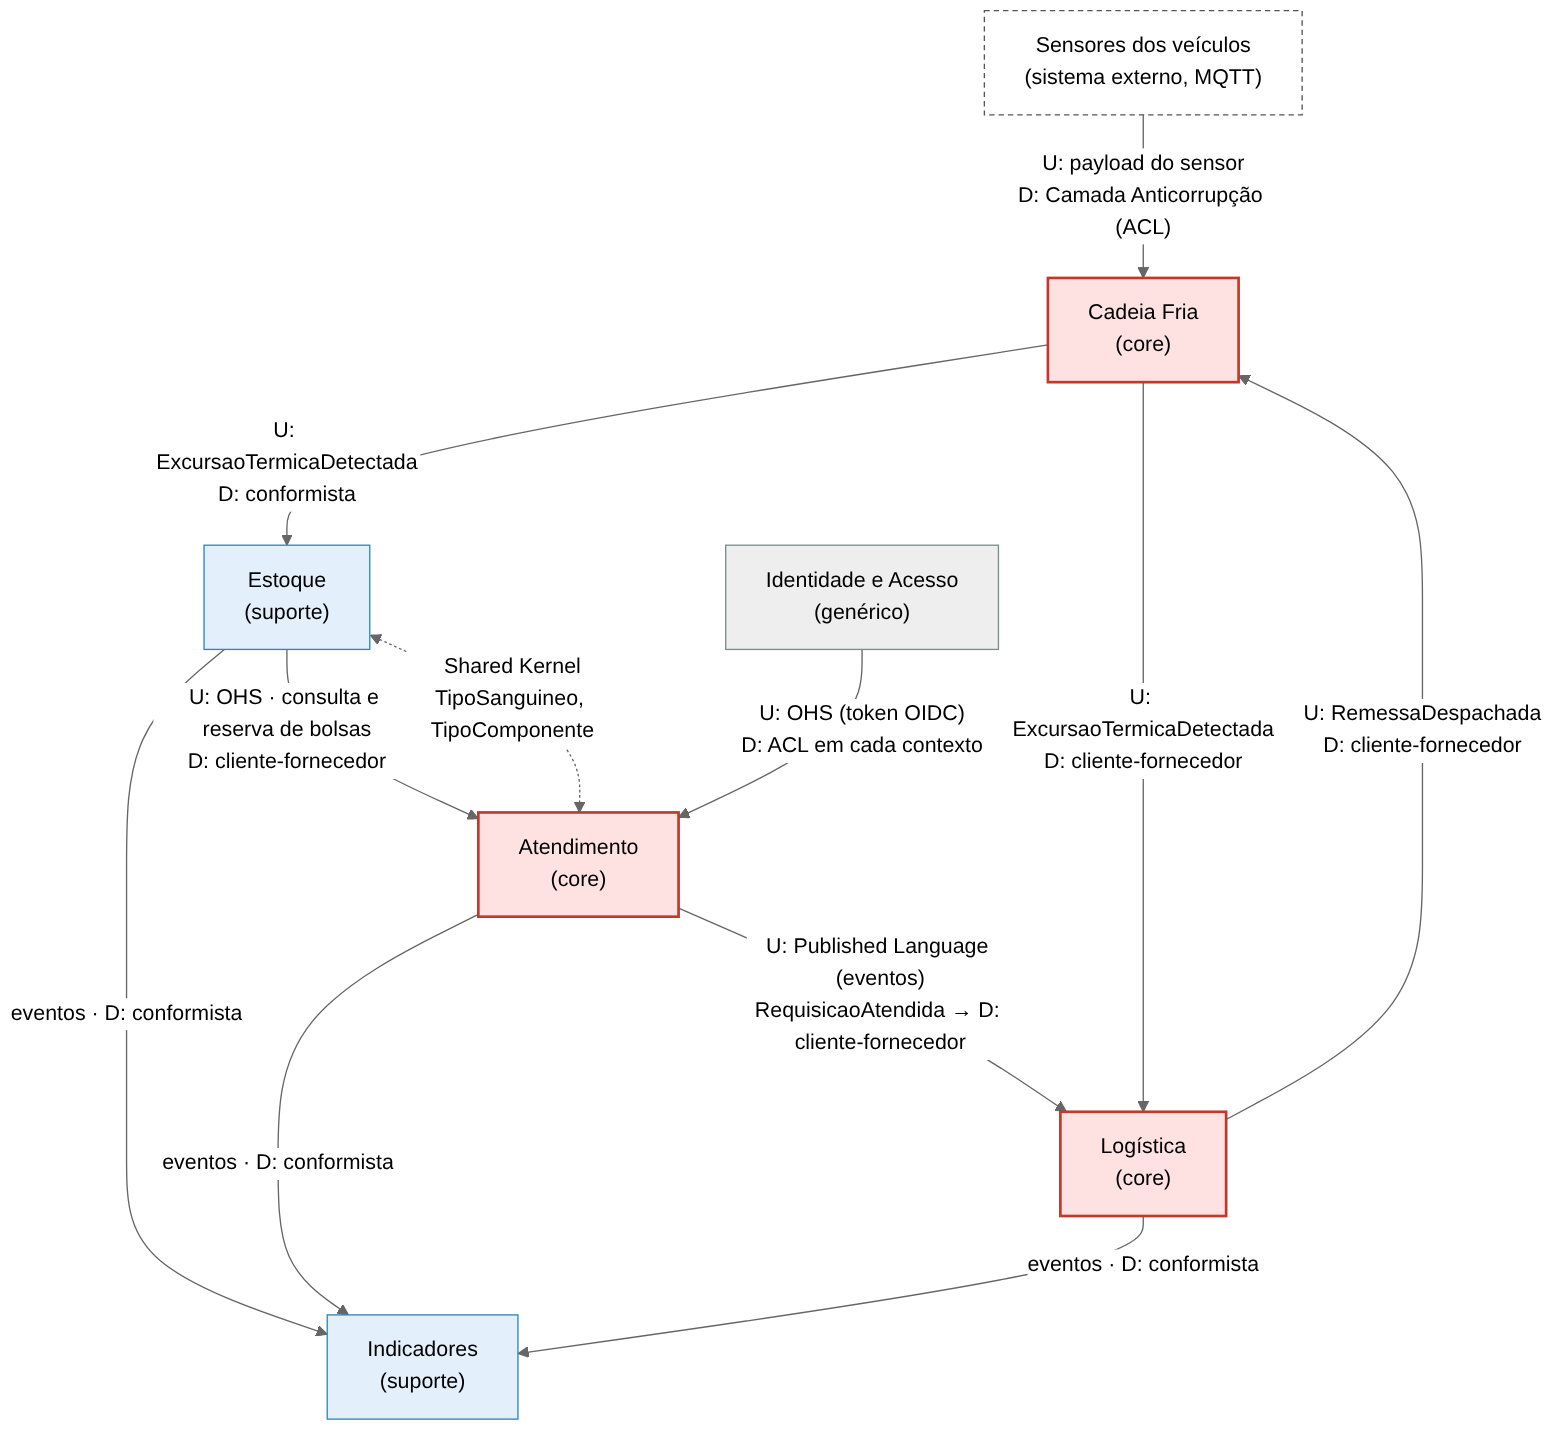 Sensores dos veículos
(sistema externo, MQTT)
U: payload do sensor
D: Camada Anticorrupção
(ACL)
Cadeia Fria
(core)
U:
ExcursaoTermicaDetectada
D: conformista
Estoque
(suporte)
Identidade e Acesso
(genérico)
U: OHS · consulta e
reserva de bolsas
D: cliente-fornecedor
Shared Kernel
TipoSanguineo,
TipoComponente
U: OHS (token OIDC)
D: ACL em cada contexto
U:
ExcursaoTermicaDetectada
D: cliente-fornecedor
U: RemessaDespachada
D: cliente-fornecedor
Atendimento
(core)
U: Published Language
(eventos)
RequisicaoAtendida → D:
cliente-fornecedor
eventos · D: conformista
eventos · D: conformista
Logística
(core)
eventos · D: conformista
Indicadores
(suporte)